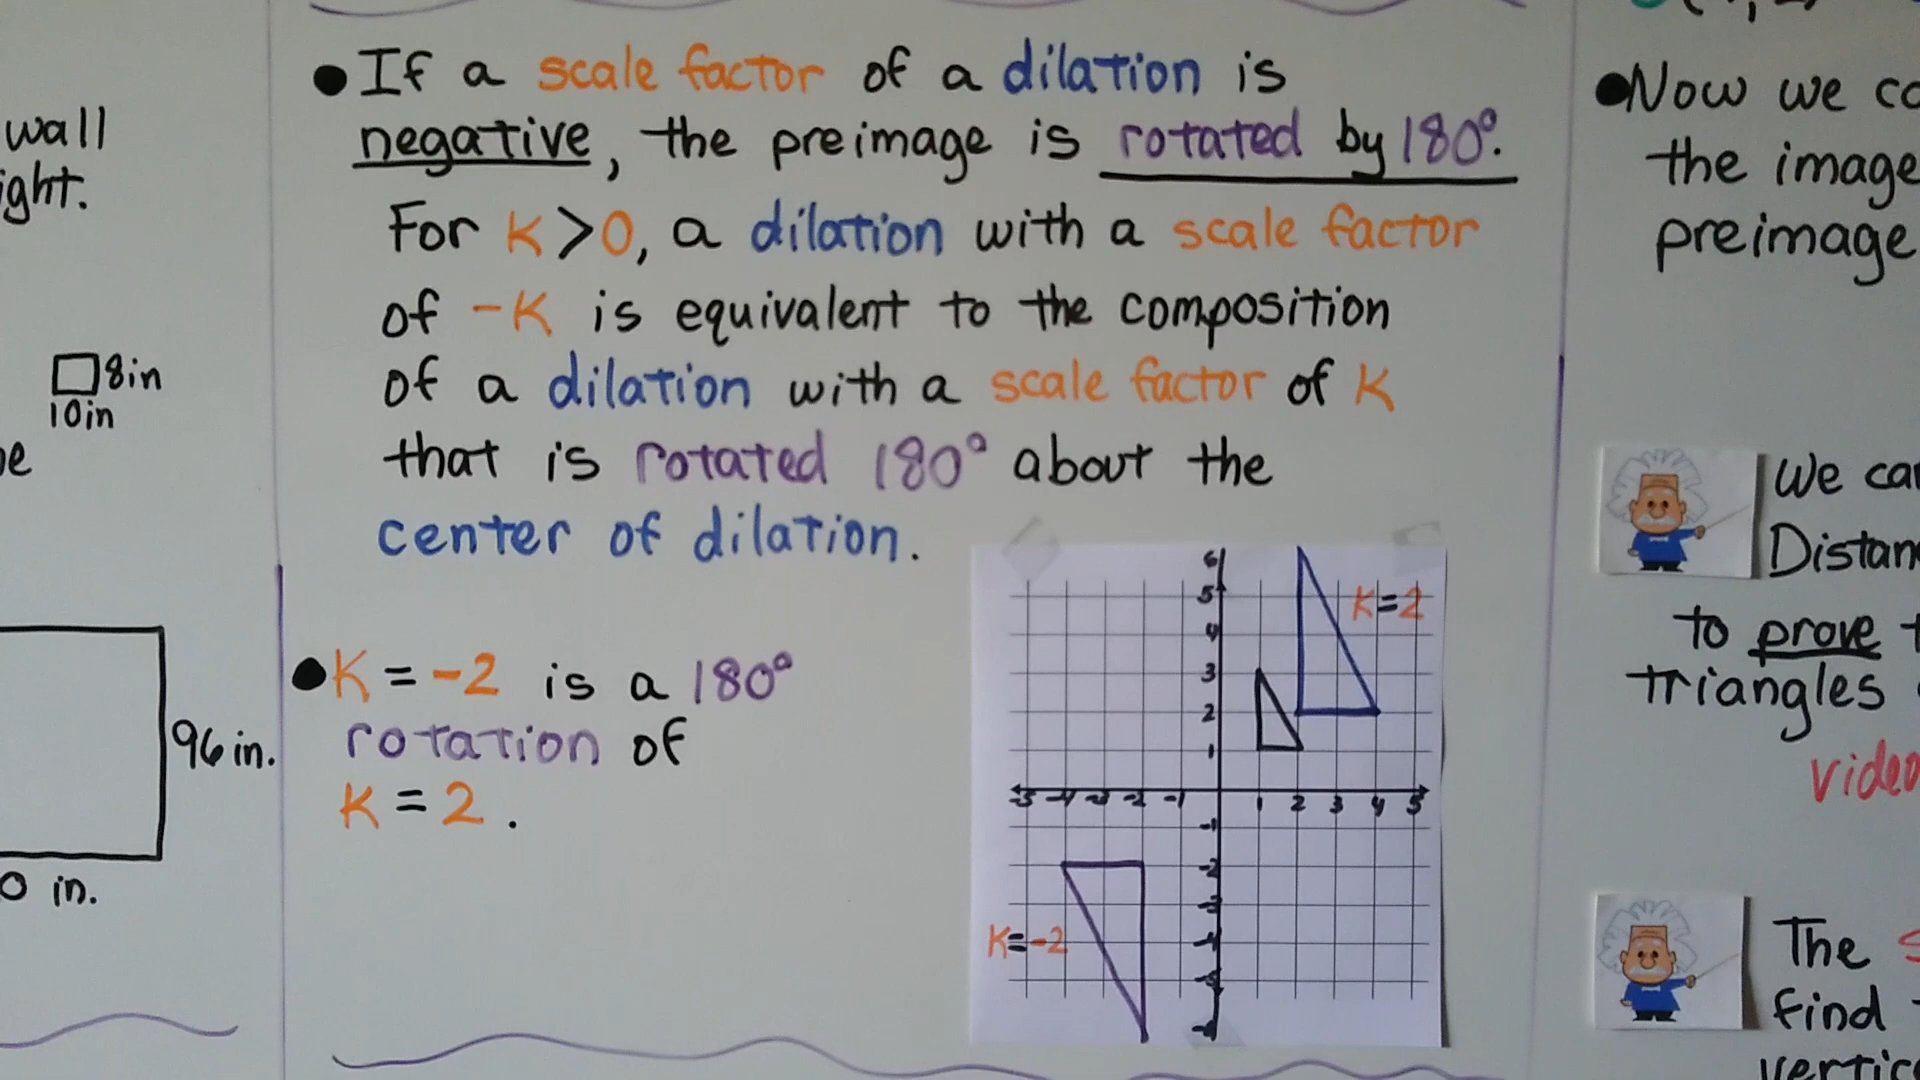 wall
ight.
8in
10in
be
96 in.
0 in.
If a scale factor of a dilation is
negative, the preimage is rotated by 180°.
For K>0, a dilation with a scale factor
of -K is equivalent to the composition
of a dilation with a scale factor of K
that is rotated 180° about the
center of dilation.
K = -2 is a 180°
rotation of
K = 2.
6
5
K=2
4
3
2
1
-5 -4 -3 -2 -1 1 2 3 4 5
-1
-2
-3
K=-2
-4
-5
-6
Now we
the image
preimage
We
Distan
to prove
triangles
video
The
find